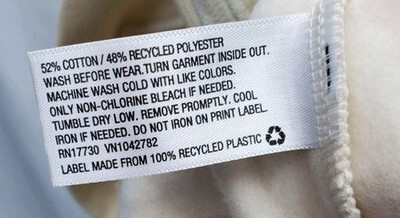 52% COTTON / 48% RECYCLED POLYESTER
WASH BEFORE WEAR. TURN GARMENT INSIDE OUT.
MACHINE WASH COLD WITH LIKE COLORS.
ONLY NON-CHLORINE BLEACH IF NEEDED.
TUMBLE DRY LOW. REMOVE PROMPTLY. COOL
IRON IF NEEDED. DO NOT IRON ON PRINT LABEL.
RN17730 VN1042782
LABEL MADE FROM 100% RECYCLED PLASTIC